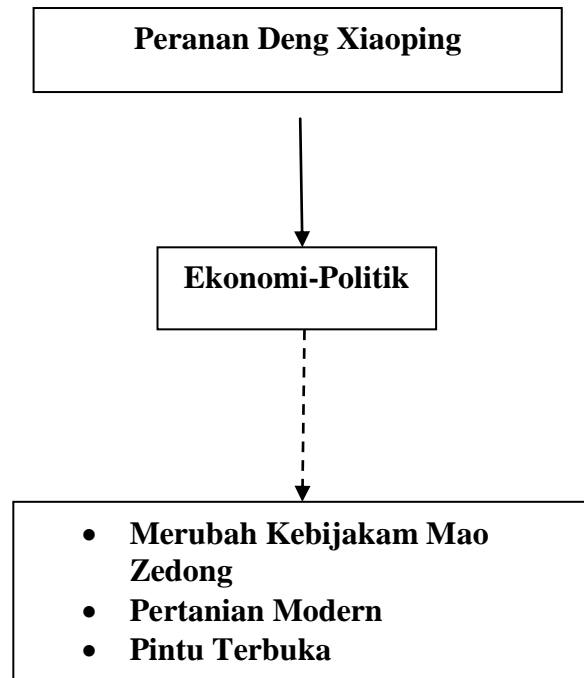 Peranan Deng Xiaoping
Ekonomi-Politik
• Merubah Kebijakam Mao
Zedong
• Pertanian Modern
• Pintu Terbuka